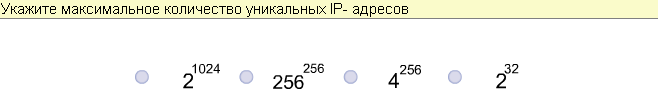 Укажите максимальное количество уникальных IP- адресов
2^1024 256^256 4^256 2^32